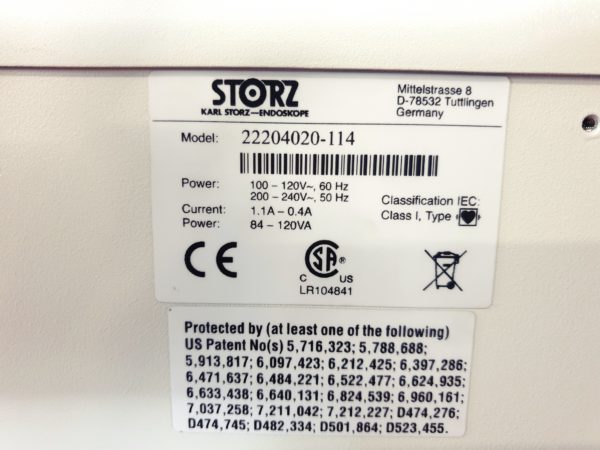 STORZ
KARL STORZ—ENDOSKOPE
Mittelstrasse 8
D-78532 Tuttlingen
Germany
Model: 22204020-114
Power: 100 – 120V~, 60 Hz
200 – 240V~, 50 Hz
Current: 1.1A – 0.4A
Power: 84 – 120VA
Classification IEC:
Class I, Type
CE
CSA ®
C US
LR104841
Protected by (at least one of the following)
US Patent No(s) 5,716,323; 5,788,688;
5,913,817; 6,097,423; 6,212,425; 6,397,286;
6,471,637; 6,484,221; 6,522,477; 6,624,935;
6,633,438; 6,640,131; 6,824,539; 6,960,161;
7,037,258; 7,211,042; 7,212,227; D474,276;
D474,745; D482,334; D501,864; D523,455.